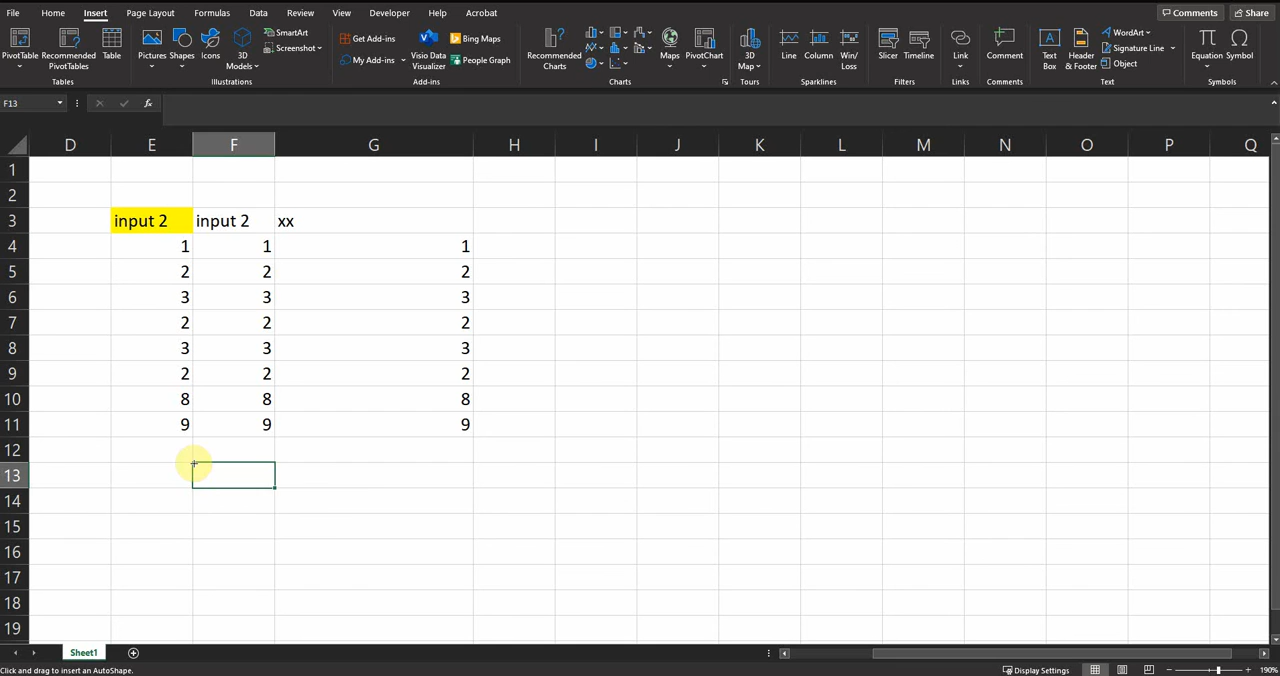 File Home Insert Page Layout Formulas Data Review View Developer Help Acrobat Comments Share
PivotTable Recommended PivotTables Table Pictures Shapes Icons 3D Models SmartArt Screenshot Get Add-ins My Add-ins Visio Data Visualizer Bing Maps People Graph Recommended Charts Maps PivotChart 3D Map Line Column Win/Loss Slicer Timeline Link Comment Text Box Header & Footer WordArt Signature Line Object Equation Symbol
Tables Illustrations Add-ins Charts Tours Sparklines Filters Links Comments Text Symbols
F13 fx
D E F G H I J K L M N O P Q
1
2
3 input 2 input 2 xx
4 1 1 1
5 2 2 2
6 3 3 3
7 2 2 2
8 3 3 3
9 2 2 2
10 8 8 8
11 9 9 9
12
13
14
15
16
17
18
19
Sheet1
Click and drag to insert an AutoShape. Display Settings 190%